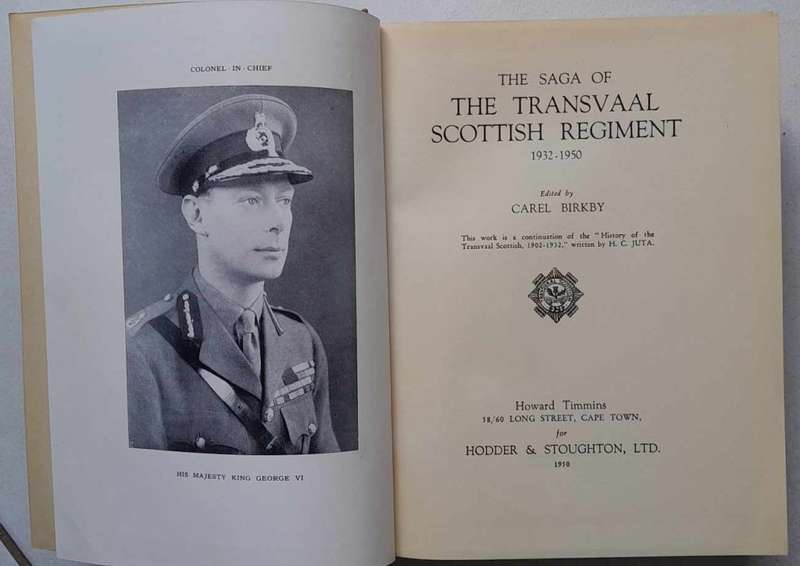 COLONEL-IN-CHIEF
HIS MAJESTY KING GEORGE VI
THE SAGA OF
THE TRANSVAAL
SCOTTISH REGIMENT
1932-1950
Edited by
CAREL BIRKBY
This work is a continuation of the "History of the
Transvaal Scottish, 1902-1932," written by H. C. JUTA.
Howard Timmins
58/60 LONG STREET, CAPE TOWN,
for
HODDER & STOUGHTON, LTD.
1950